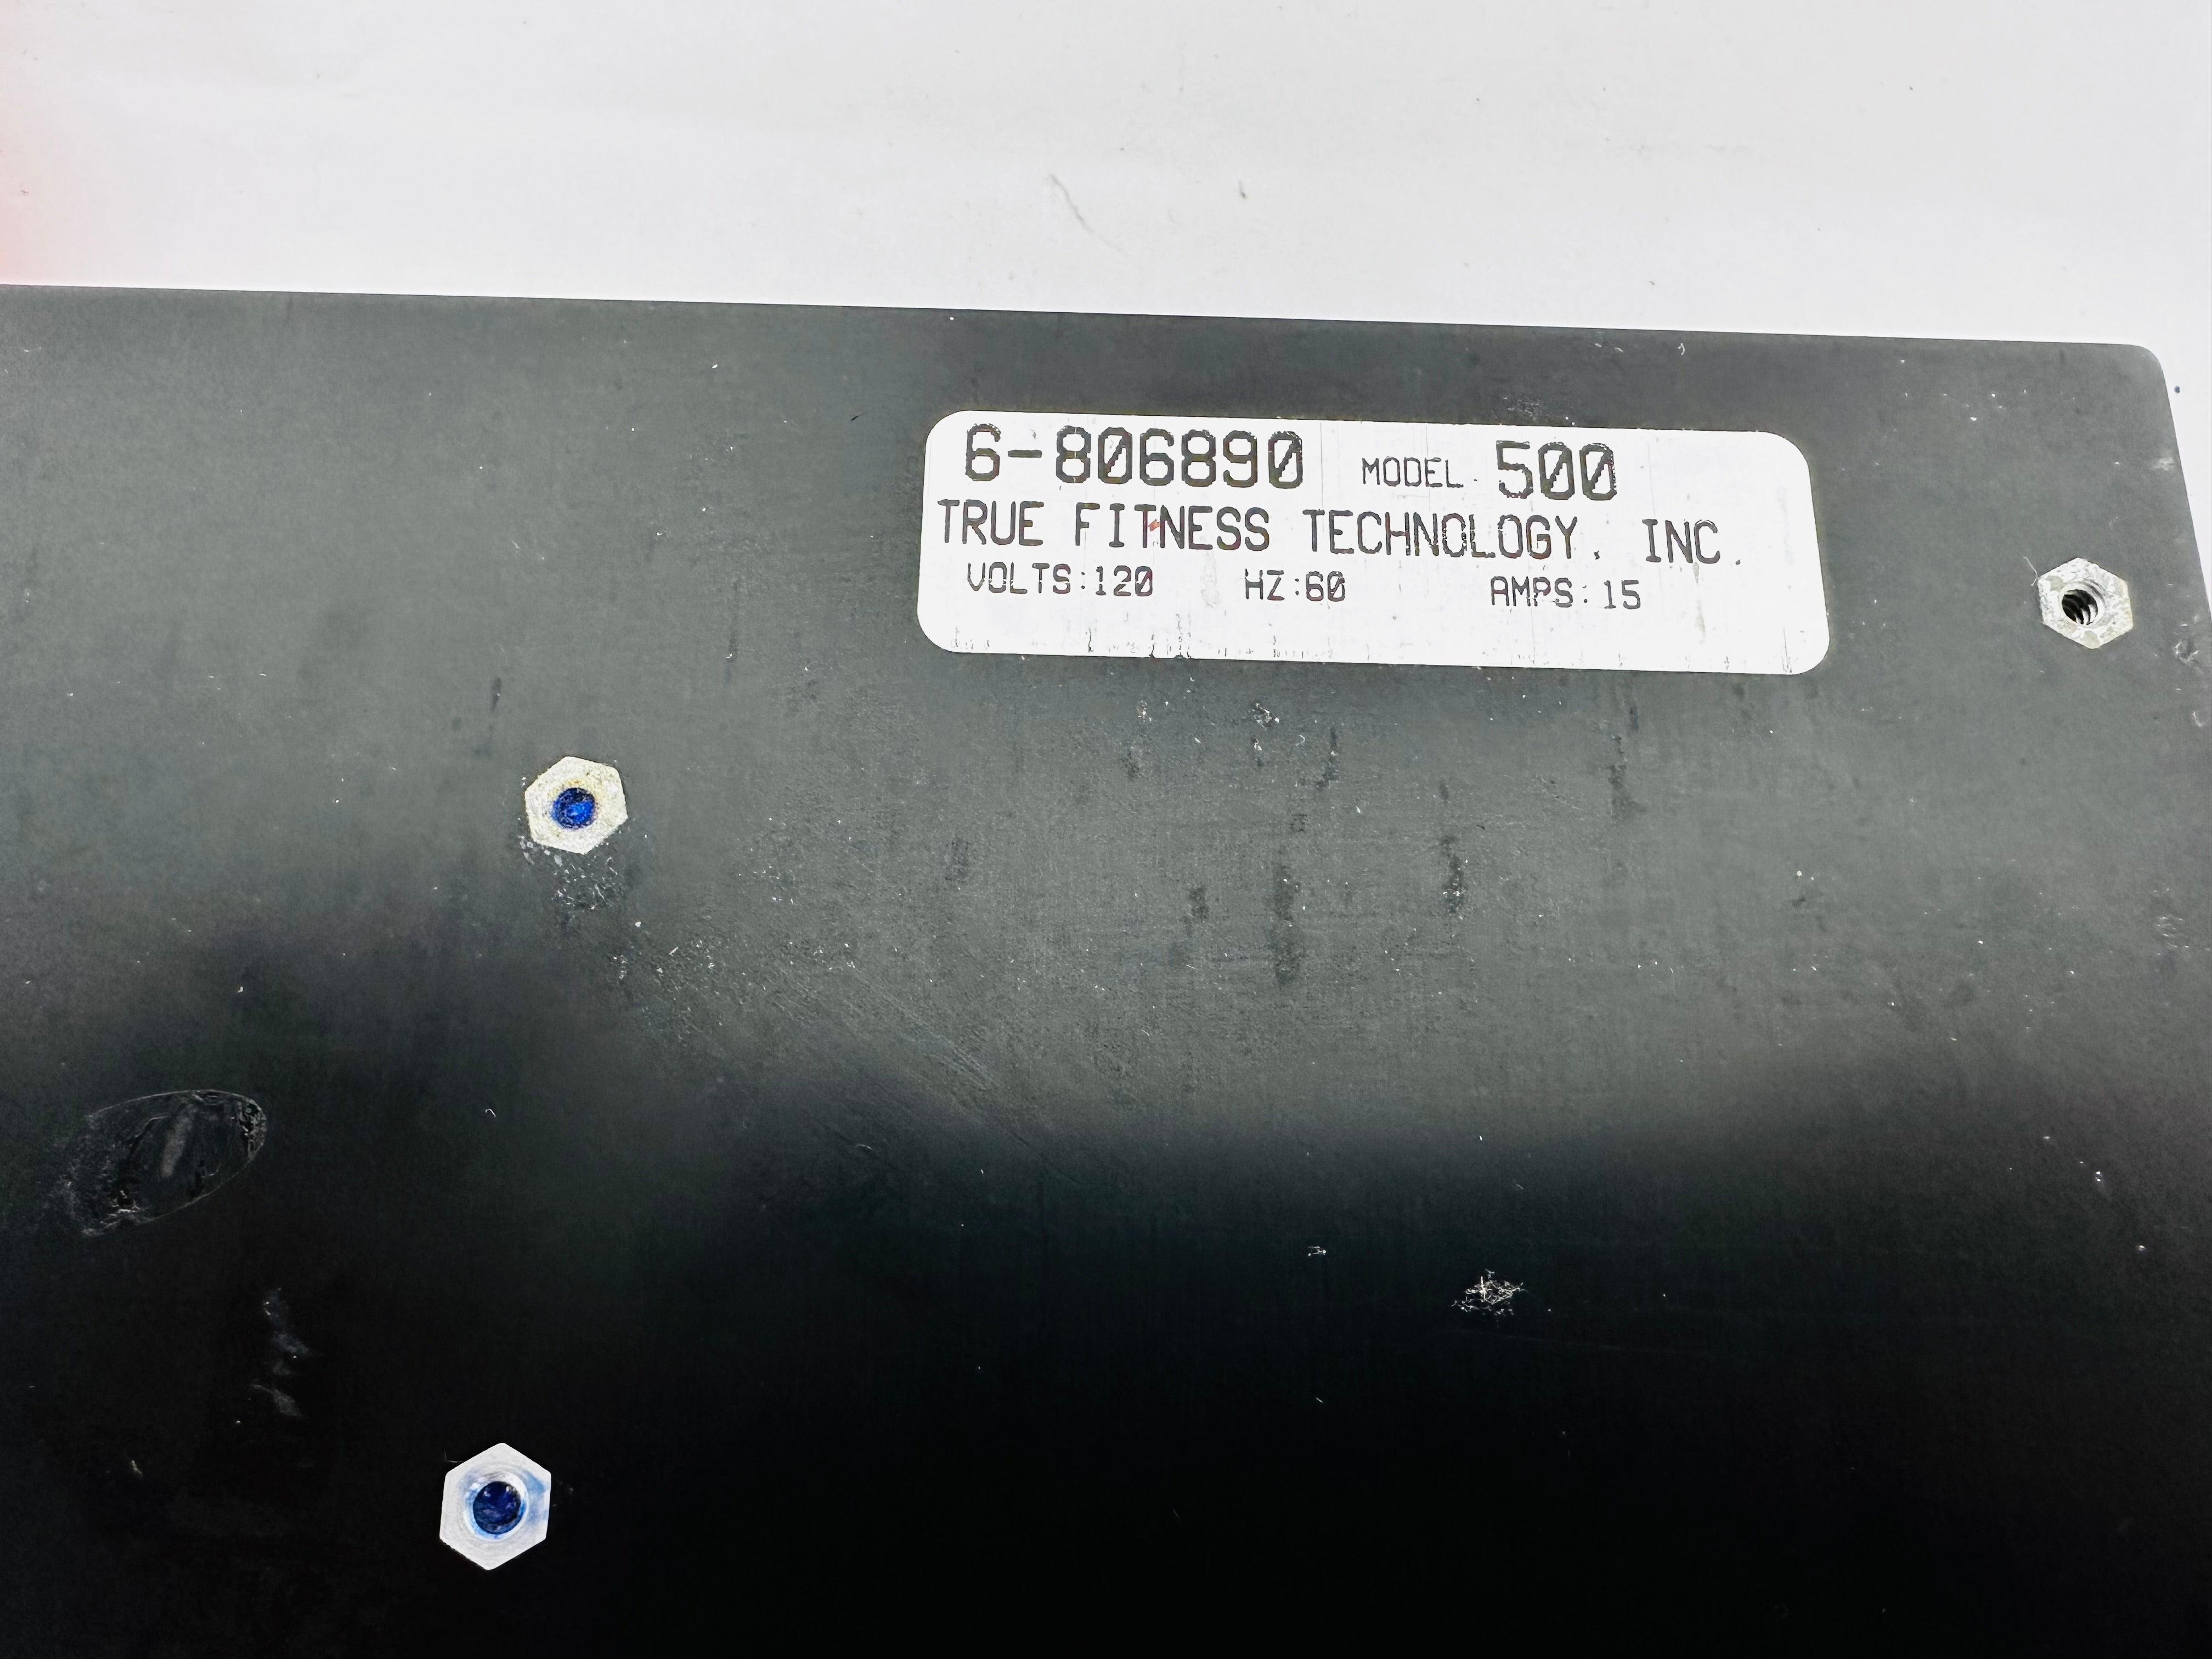 6-806890 MODEL. 500
TRUE FITNESS TECHNOLOGY, INC.
VOLTS:120 HZ:60 AMPS:15